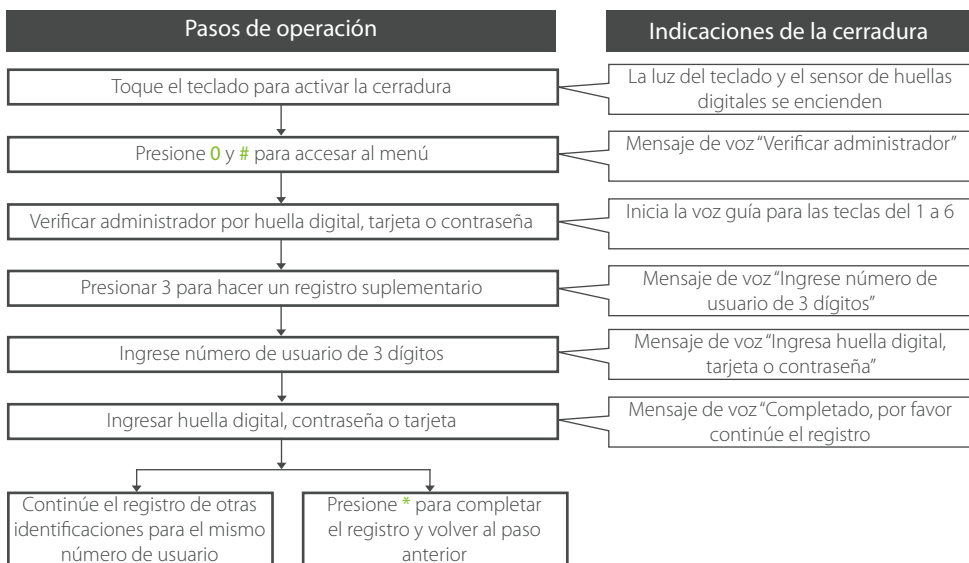 Pasos de operación
Indicaciones de la cerradura
Toque el teclado para activar la cerradura
La luz del teclado y el sensor de huellas
digitales se encienden
Presione 0 y # para accesar al menú
Mensaje de voz “Verificar administrador”
Verificar administrador por huella digital, tarjeta o contraseña
Inicia la voz guía para las teclas del 1 a 6
Presionar 3 para hacer un registro suplementario
Mensaje de voz “Ingrese número de
usuario de 3 dígitos”
Ingrese número de usuario de 3 dígitos
Mensaje de voz “Ingresa huella digital,
tarjeta o contraseña”
Ingresar huella digital, contraseña o tarjeta
Mensaje de voz “Completado, por favor
continúe el registro
Continúe el registro de otras
identificaciones para el mismo
número de usuario
Presione * para completar
el registro y volver al paso
anterior